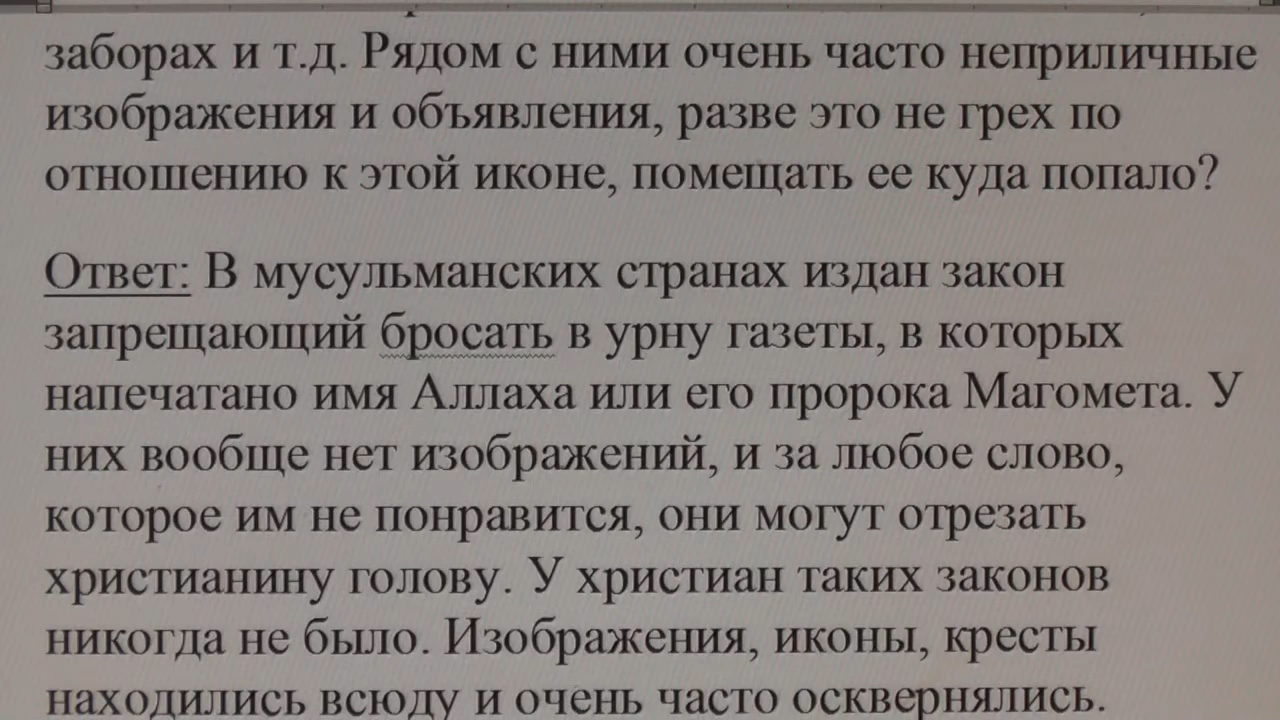 заборах и т.д. Рядом с ними очень часто неприличные
изображения и объявления, разве это не грех по
отношению к этой иконе, помещать ее куда попало?
Ответ: В мусульманских странах издан закон
запрещающий бросать в урну газеты, в которых
напечатано имя Аллаха или его пророка Магомета. У
них вообще нет изображений, и за любое слово,
которое им не понравится, они могут отрезать
христианину голову. У христиан таких законов
никогда не было. Изображения, иконы, кресты
находились всюду и очень часто осквернялись.